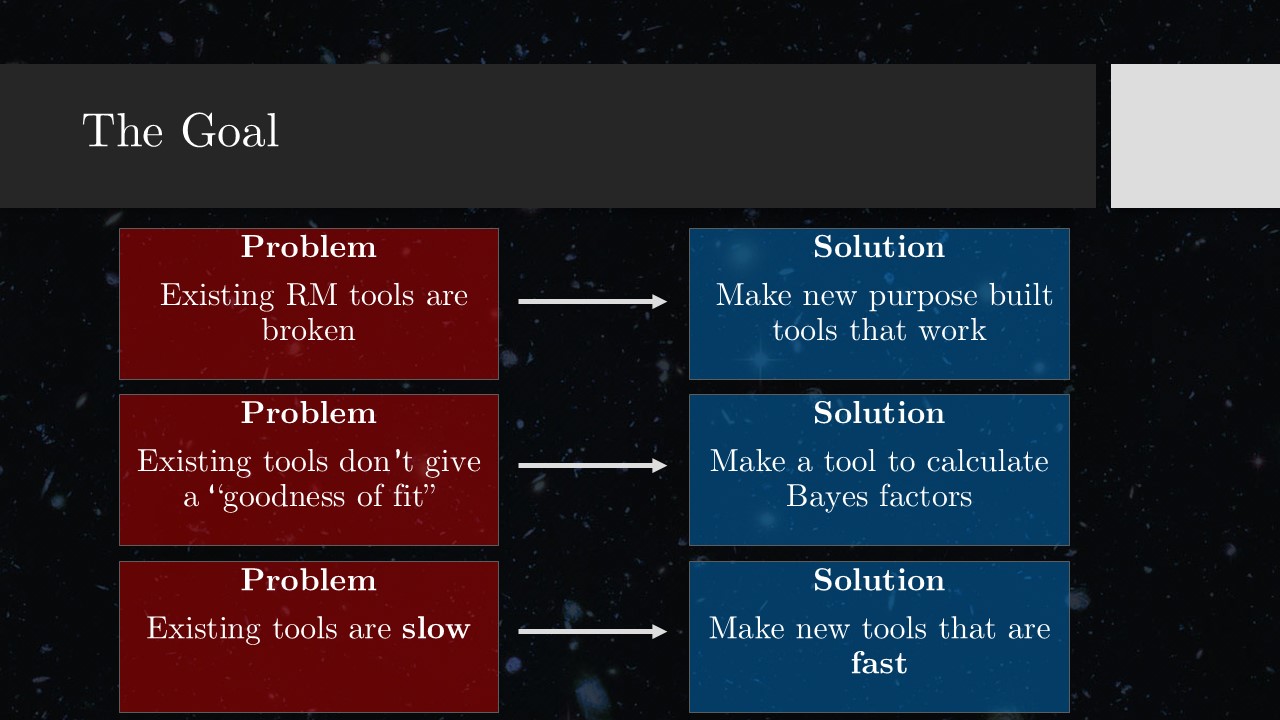 The Goal
Problem
Existing RM tools are
broken
Solution
Make new purpose built
tools that work
Problem
Existing tools don't give
a "goodness of fit”
Solution
Make a tool to calculate
Bayes factors
Problem
Existing tools are slow
Solution
Make new tools that are
fast